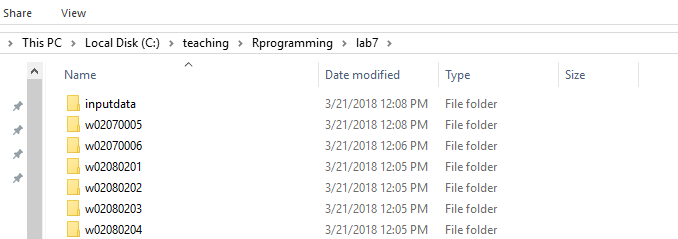 Share View
This PC > Local Disk (C:) > teaching > Rprogramming > lab7 >
Name Date modified Type Size
inputdata 3/21/2018 12:08 PM File folder
w02070005 3/21/2018 12:08 PM File folder
w02070006 3/21/2018 12:06 PM File folder
w02080201 3/21/2018 12:05 PM File folder
w02080202 3/21/2018 12:05 PM File folder
w02080203 3/21/2018 12:05 PM File folder
w02080204 3/21/2018 12:05 PM File folder